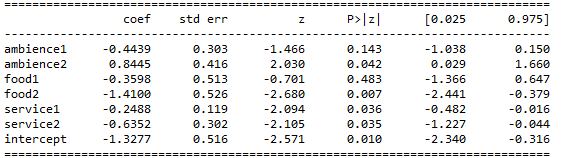 ==============================================================================
coef std err z P>|z| [0.025 0.975]
------------------------------------------------------------------------------
ambience1 -0.4439 0.303 -1.466 0.143 -1.038 0.150
ambience2 0.8445 0.416 2.030 0.042 0.029 1.660
food1 -0.3598 0.513 -0.701 0.483 -1.366 0.647
food2 -1.4100 0.526 -2.680 0.007 -2.441 -0.379
service1 -0.2488 0.119 -2.094 0.036 -0.482 -0.016
service2 -0.6352 0.302 -2.105 0.035 -1.227 -0.044
intercept -1.3277 0.516 -2.571 0.010 -2.340 -0.316
==============================================================================